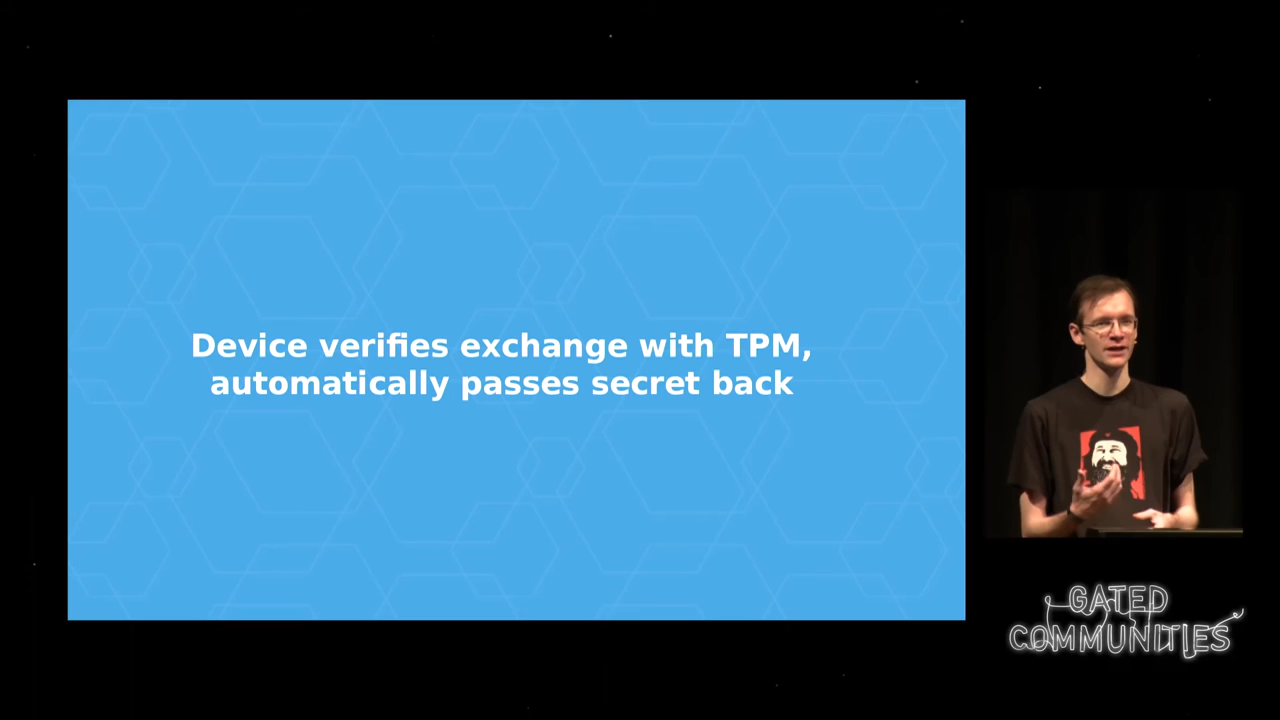 Device verifies exchange with TPM,
automatically passes secret back
GATED
COMMUNITIES